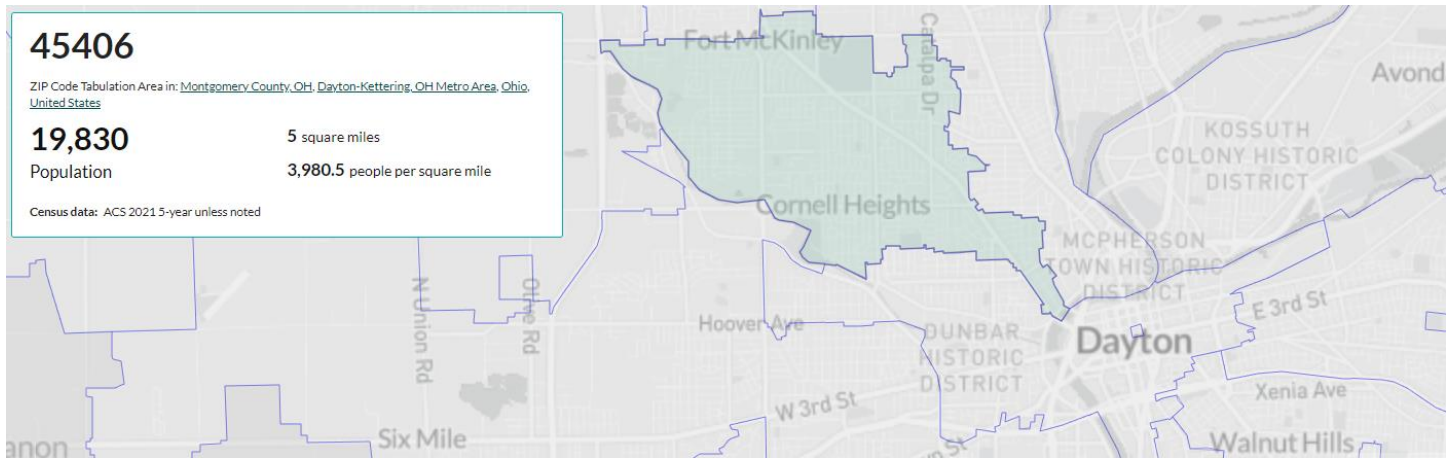 45406
ZIP Code Tabulation Area in: Montgomery County, OH, Dayton-Kettering, OH Metro Area, Ohio,
United States
19,830
Population
5 square miles
3,980.5 people per square mile
Census data: ACS 2021 5-year unless noted
Fort McKinley
Catalpa Dr
Avond
KOSSUTH
COLONY HISTORIC
DISTRICT
Cornell Heights
MCPHERSON
TOWN HISTORIC
DISTRICT
N Union Rd
Olive Rd
Hoover Ave
E 3rd St
DUNBAR
HISTORIC
DISTRICT
Dayton
Xenia Ave
W 3rd St
anon
Six Mile
Walnut Hills